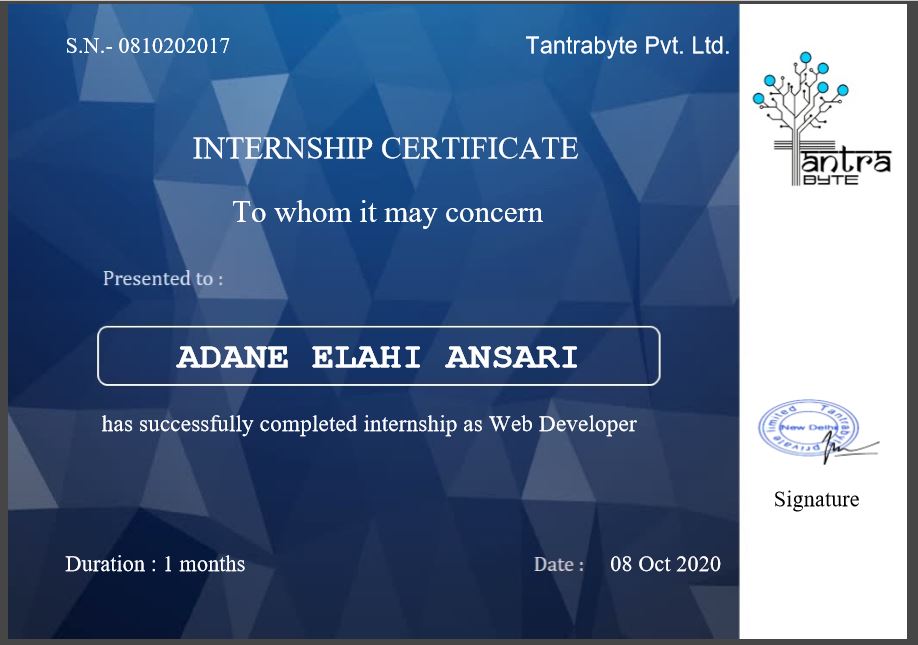 S.N.- 0810202017
Tantrabyte Pvt. Ltd.
INTERNSHIP CERTIFICATE
To whom it may concern
Presented to :
ADANE ELAHI ANSARI
has successfully completed internship as Web Developer
Duration : 1 months
Date : 08 Oct 2020
Tantra
BYTE
Tantrabyte private limited
New Delhi
Signature